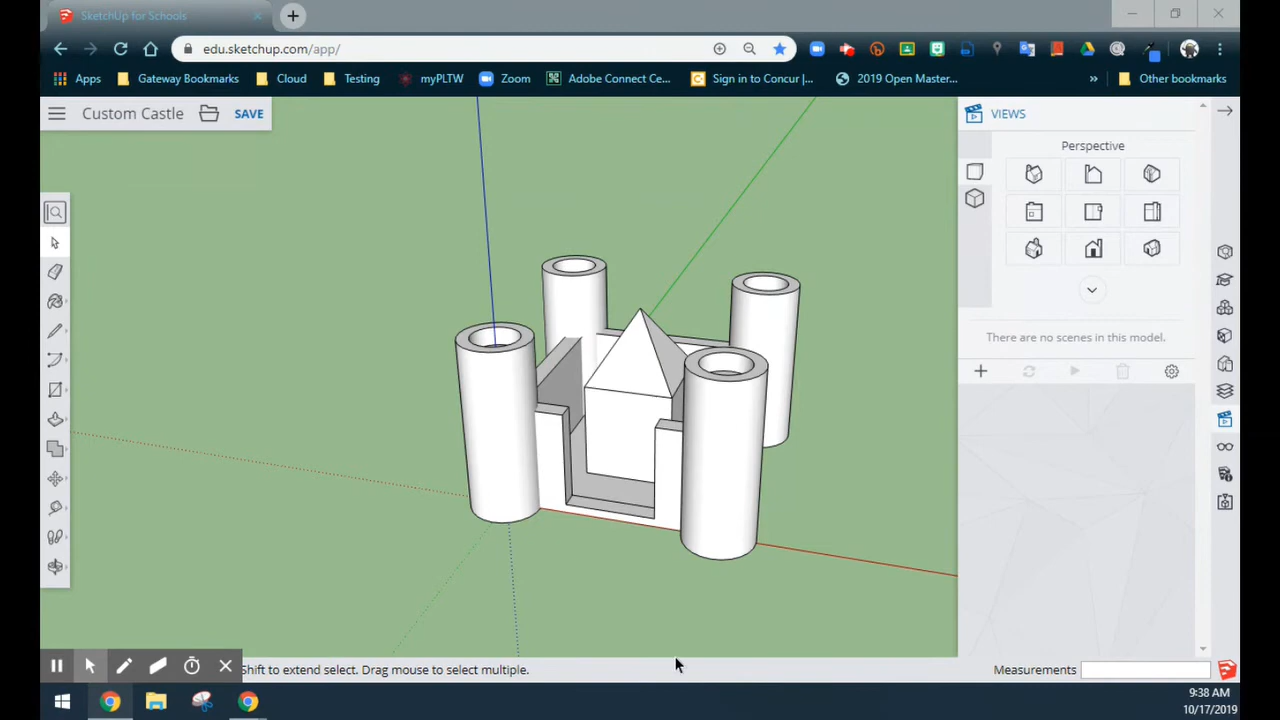 SketchUp for Schools
edu.sketchup.com/app/
Apps Gateway Bookmarks Cloud Testing myPLTW Zoom Adobe Connect Ce... Sign in to Concur |... 2019 Open Master... » Other bookmarks
Custom Castle SAVE
VIEWS
Perspective
There are no scenes in this model.
Shift to extend select. Drag mouse to select multiple.
Measurements
9:38 AM
10/17/2019